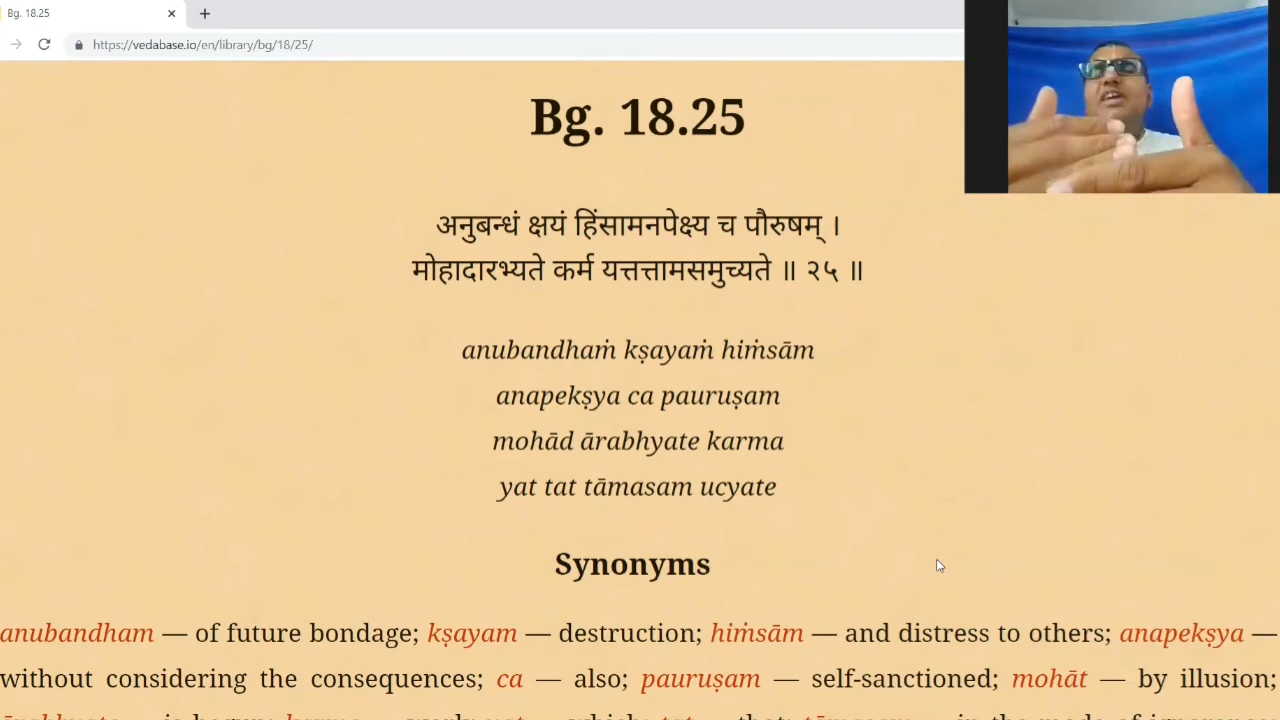 Bg. 18.25
https://vedabase.io/en/library/bg/18/25/
Bg. 18.25
अनुबन्धं क्षयं हिंसामनपेक्ष्य च पौरुषम् ।
मोहादारभ्यते कर्म यत्तत्तामसमुच्यते ॥ २५ ॥
anubandhaṁ kṣayaṁ hiṁsām
anapekṣya ca pauruṣam
mohād ārabhyate karma
yat tat tāmasam ucyate
Synonyms
anubandham — of future bondage; kṣayam — destruction; hiṁsām — and distress to others; anapekṣya —
without considering the consequences; ca — also; pauruṣam — self-sanctioned; mohāt — by illusion;